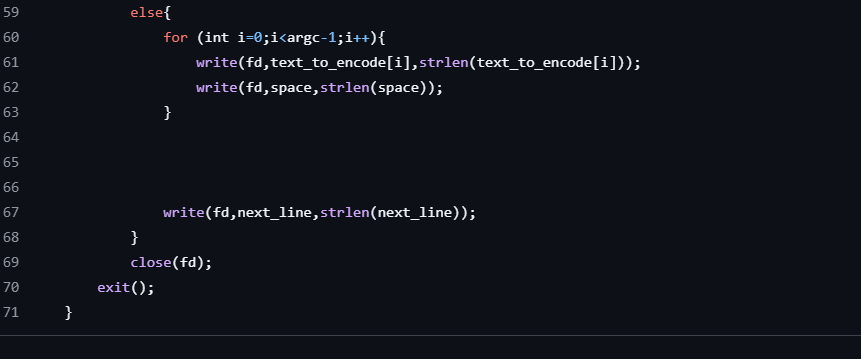 59                else{
60                    for (int i=0;i<argc-1;i++){
61                        write(fd,text_to_encode[i],strlen(text_to_encode[i]));
62                        write(fd,space,strlen(space));
63                    }
64
65
66
67                    write(fd,next_line,strlen(next_line));
68                }
69                close(fd);
70            exit();
71        }